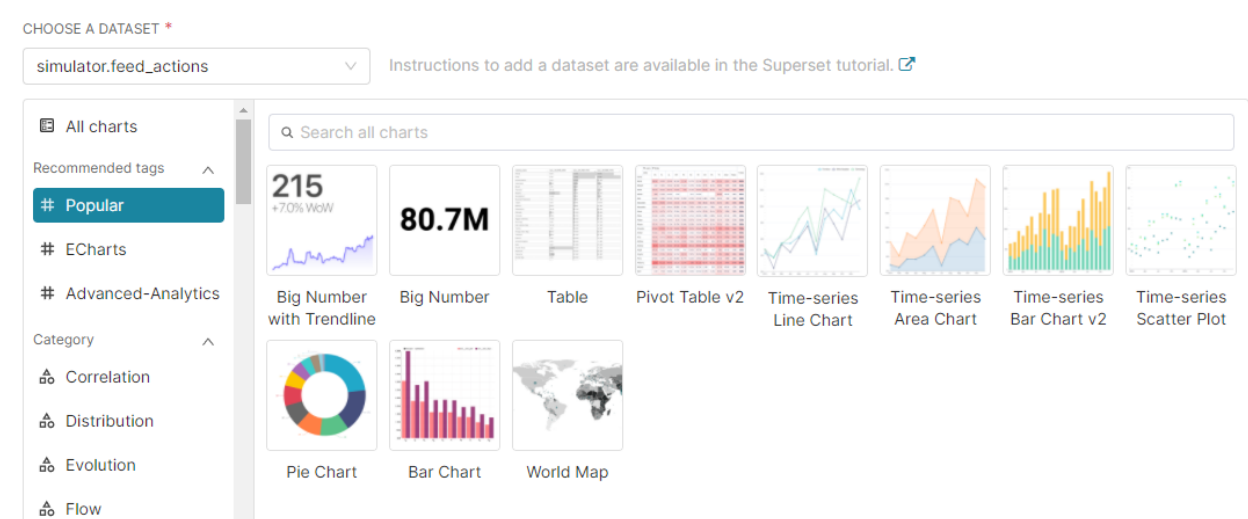 CHOOSE A DATASET *
simulator.feed_actions
Instructions to add a dataset are available in the Superset tutorial.
All charts
Search all charts
Recommended tags
# Popular
# ECharts
# Advanced-Analytics
Category
Correlation
Distribution
Evolution
Flow
215
+7.0% WoW
80.7M
Big Number
with Trendline
Big Number
Table
Pivot Table v2
Time-series
Line Chart
Time-series
Area Chart
Time-series
Bar Chart v2
Time-series
Scatter Plot
Pie Chart
Bar Chart
World Map